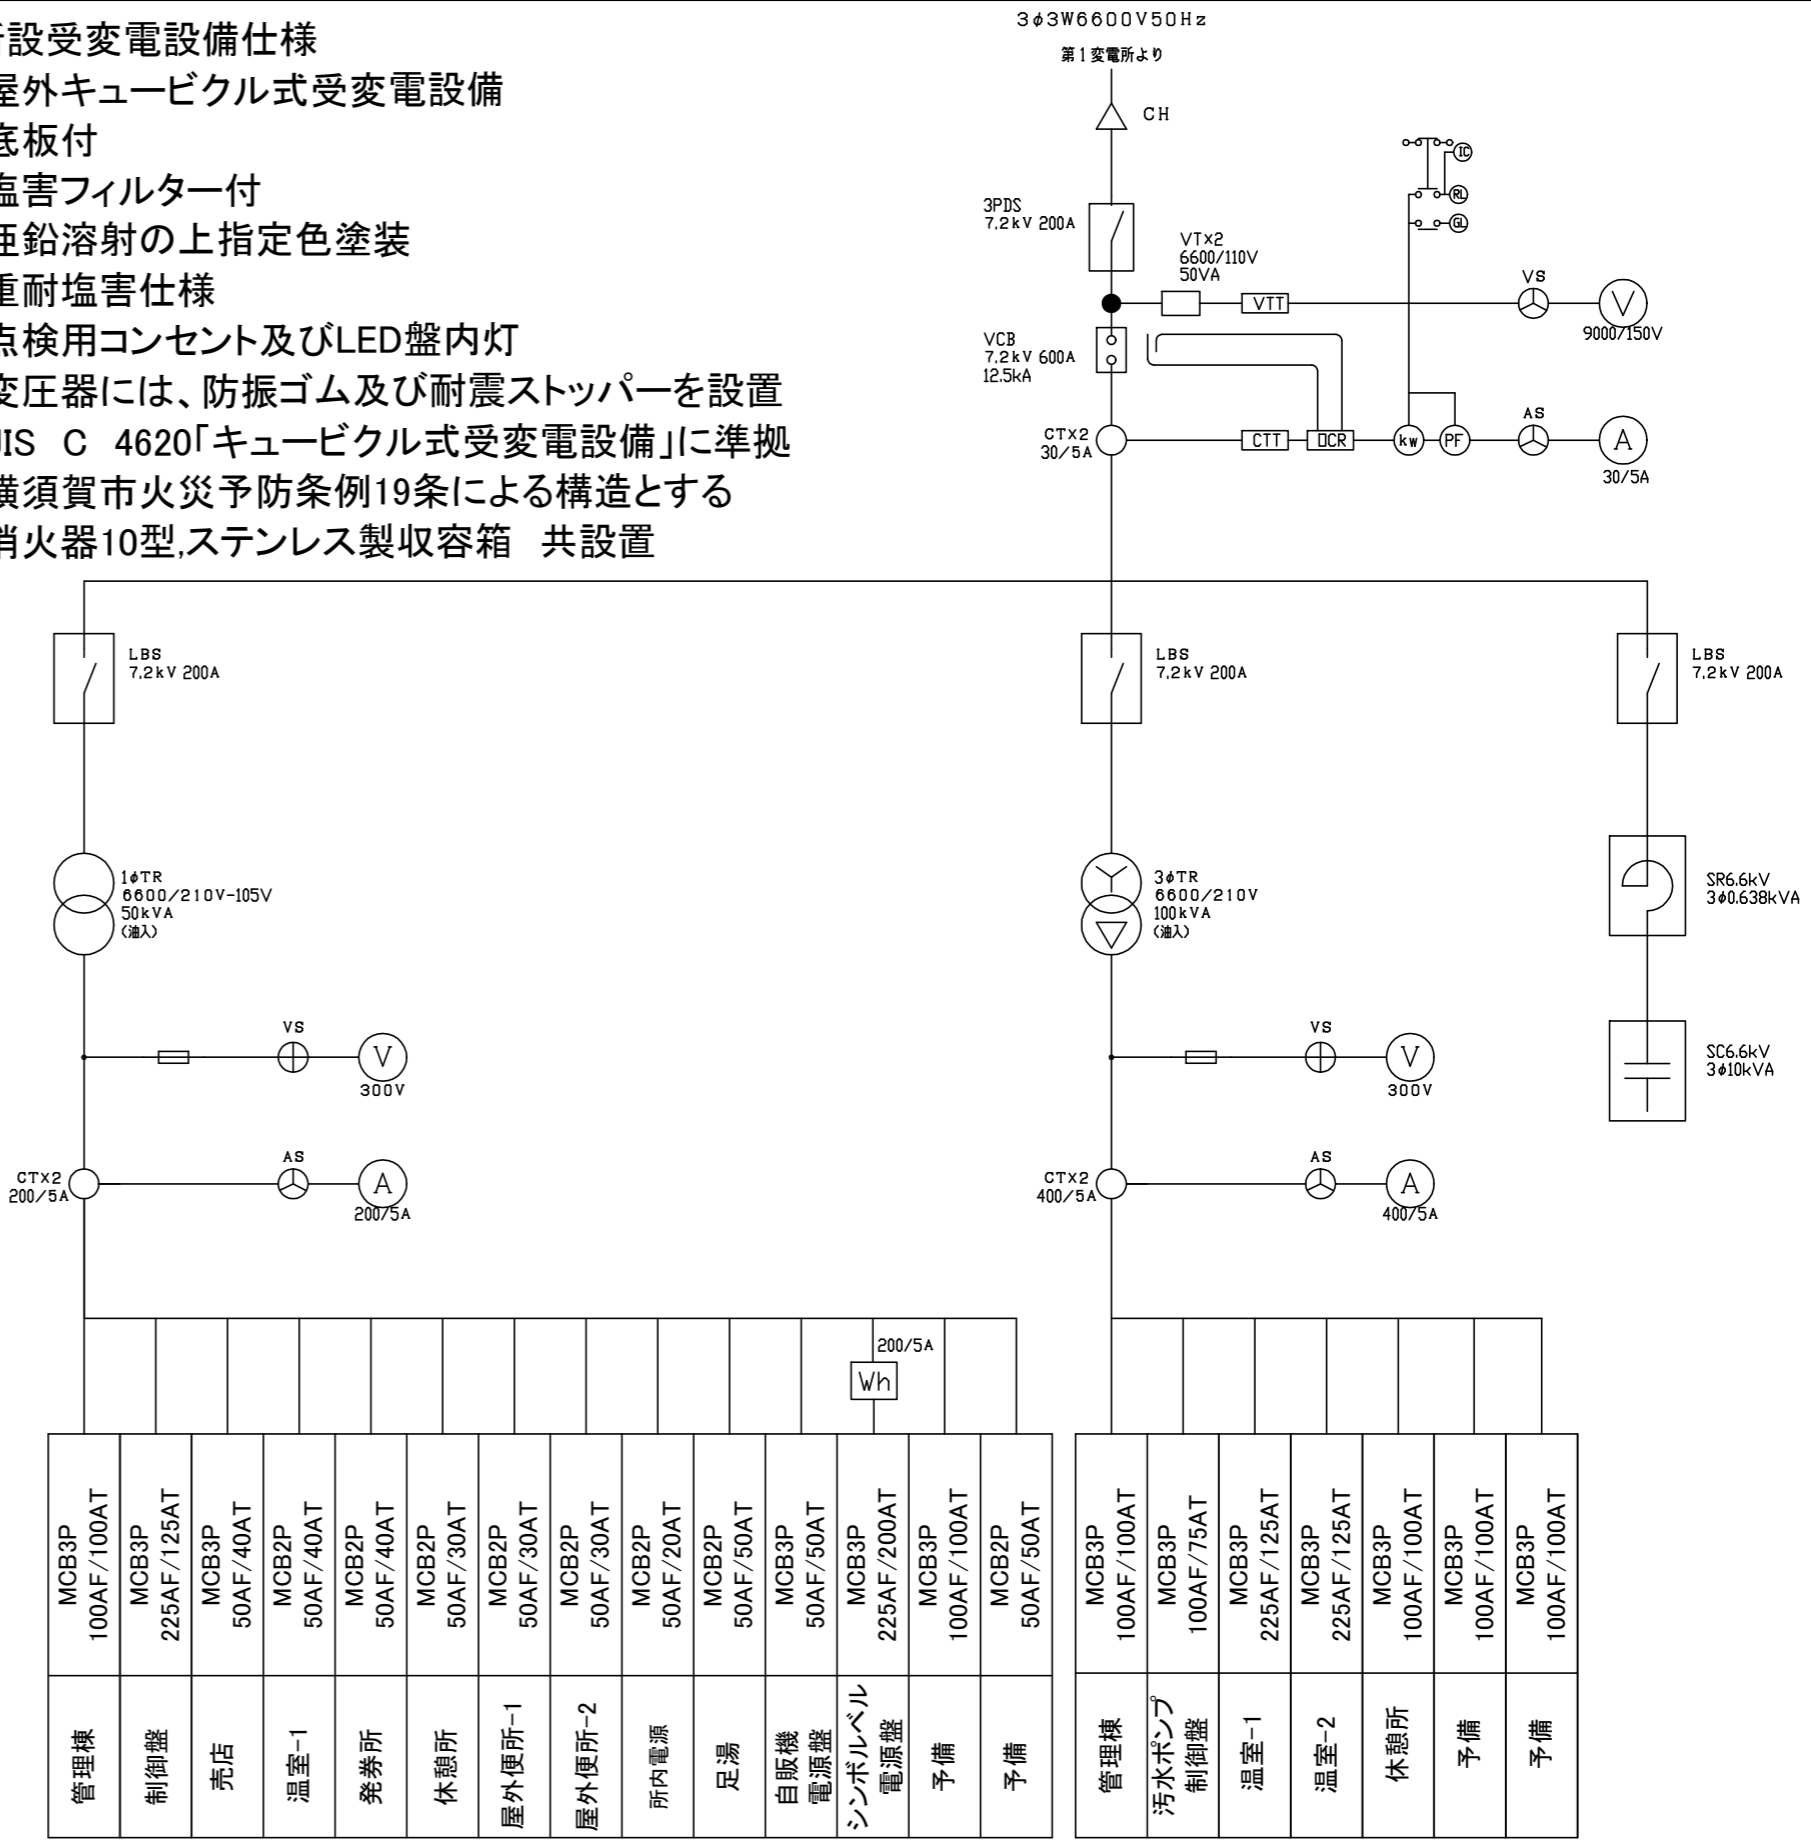 設受変電設備仕様
屋外キュービクル式受変電設備
底板付
塩害フィルター付
亜鉛溶射の上指定色塗装
重耐塩害仕様
点検用コンセント及びLED盤内灯
変圧器には、防振ゴム及び耐震ストッパーを設置
JIS C 4620「キュービクル式受変電設備」に準拠
横須賀市火災予防条例19条による構造とする
消火器10型,ステンレス製収容箱 共設置
3φ3W6600V50Hz
第1変電所より
CH
3PDS
7.2kV 200A
VT×2
6600/110V
50VA
VTT
IC
RL
GL
VS
V
9000/150V
VCB
7.2kV 600A
12.5kA
CT×2
30/5A
CTT
OCR
kw
PF
AS
A
30/5A
LBS
7.2kV 200A
LBS
7.2kV 200A
LBS
7.2kV 200A
1φTR
6600/210V-105V
50kVA
(油入)
3φTR
6600/210V
100kVA
(油入)
SR6.6kV
3φ0.638kVA
SC6.6kV
3φ10kVA
VS
V
300V
VS
V
300V
CT×2
200/5A
AS
A
200/5A
CT×2
400/5A
AS
A
400/5A
200/5A
Wh
MCB3P
100AF/100AT
管理棟
MCB3P
225AF/125AT
制御盤
MCB3P
50AF/40AT
売店
MCB2P
50AF/40AT
温室-1
MCB2P
50AF/40AT
発券所
MCB2P
50AF/30AT
休憩所
MCB2P
50AF/30AT
屋外便所-1
MCB2P
50AF/30AT
屋外便所-2
MCB2P
50AF/20AT
所内電源
MCB2P
50AF/50AT
足湯
MCB3P
50AF/50AT
自販機
電源盤
MCB3P
225AF/200AT
シンボルベル
電源盤
MCB3P
100AF/100AT
予備
MCB2P
50AF/50AT
予備
MCB3P
100AF/100AT
管理棟
MCB3P
100AF/75AT
汚水ポンプ
制御盤
MCB3P
225AF/125AT
温室-1
MCB3P
225AF/125AT
温室-2
MCB3P
100AF/100AT
休憩所
MCB3P
100AF/100AT
予備
MCB3P
100AF/100AT
予備